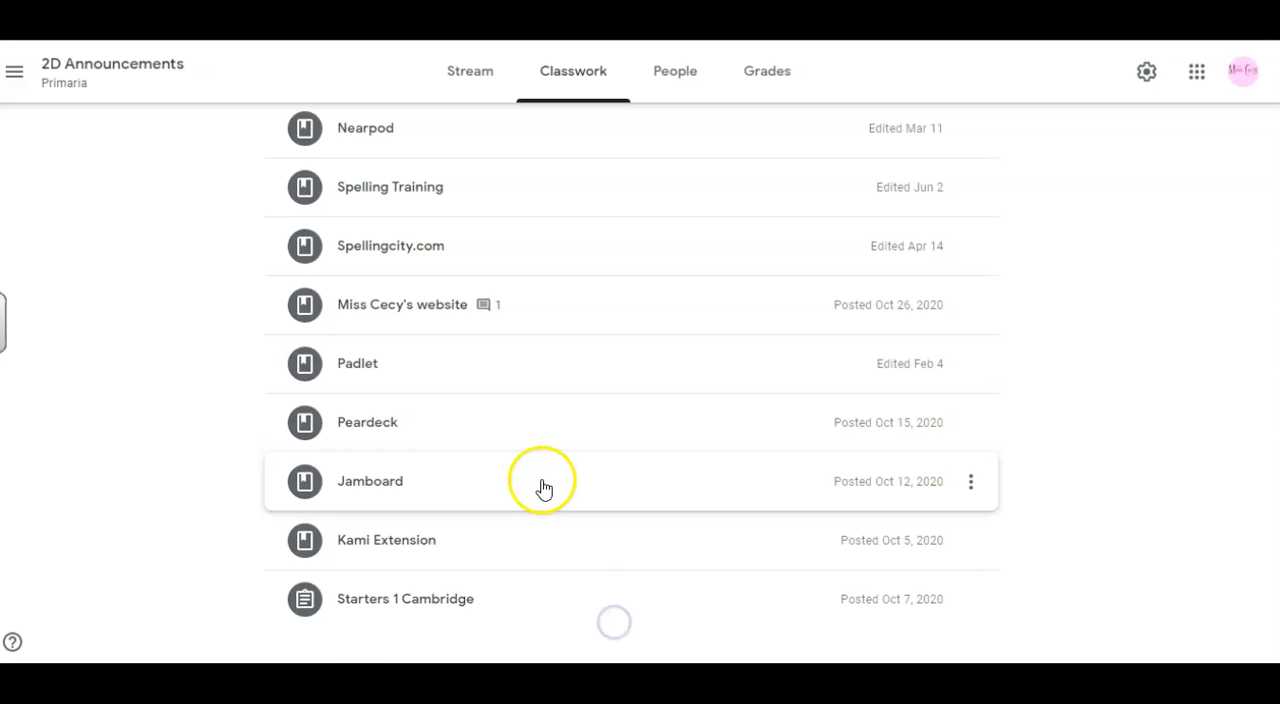 2D Announcements
Primaria
Stream
Classwork
People
Grades
Miss Cecy
Nearpod
Edited Mar 11
Spelling Training
Edited Jun 2
Spellingcity.com
Edited Apr 14
Miss Cecy's website 1
Posted Oct 26, 2020
Padlet
Edited Feb 4
Peardeck
Posted Oct 15, 2020
Jamboard
Posted Oct 12, 2020
Kami Extension
Posted Oct 5, 2020
Starters 1 Cambridge
Posted Oct 7, 2020
?